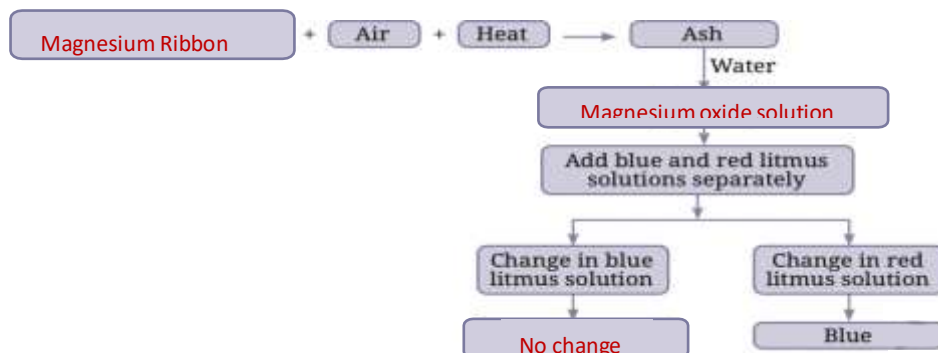 Magnesium Ribbon + Air + Heat Ash
Water
Magnesium oxide solution
Add blue and red litmus
solutions separately
Change in blue
litmus solution
Change in red
litmus solution
No change
Blue